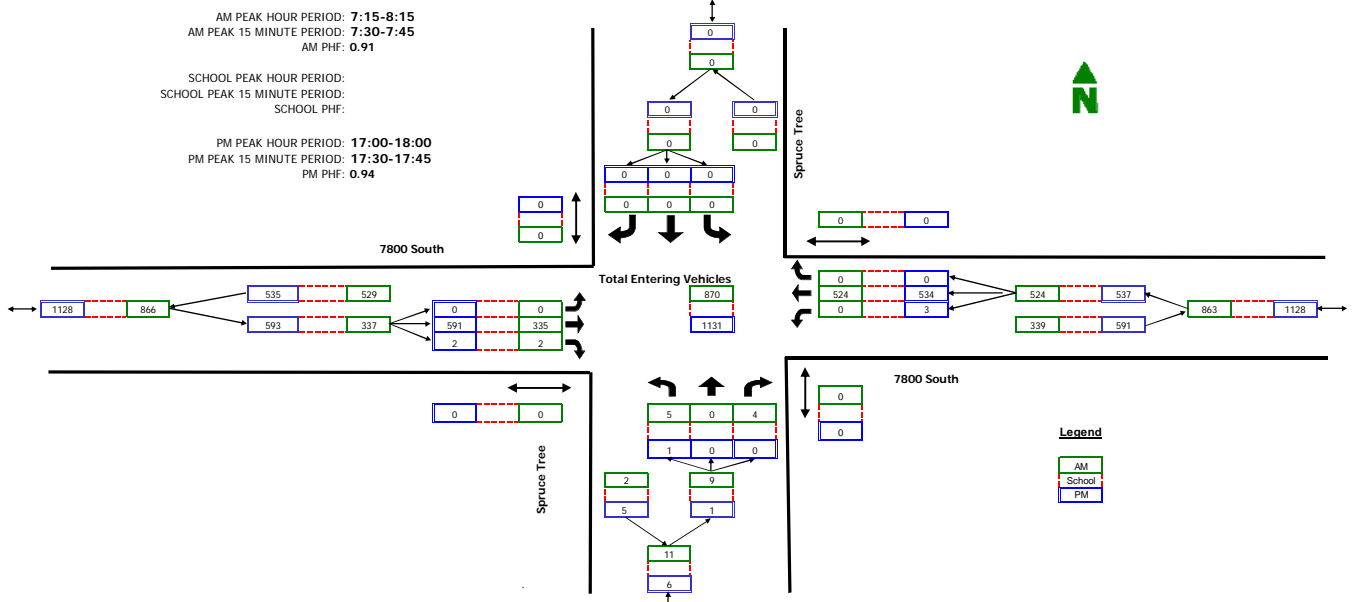 AM PEAK HOUR PERIOD: 7:15-8:15
AM PEAK 15 MINUTE PERIOD: 7:30-7:45
AM PHF: 0.91
SCHOOL PEAK HOUR PERIOD:
SCHOOL PEAK 15 MINUTE PERIOD:
SCHOOL PHF:
PM PEAK HOUR PERIOD: 17:00-18:00
PM PEAK 15 MINUTE PERIOD: 17:30-17:45
PM PHF: 0.94
0
0
0 0
0 0
0 0 0
0 0 0
N
Spruce Tree
0
0
0 0
7800 South
Total Entering Vehicles
870
1131
535 529
1128 866
593 337
0 0
591 335
2 2
0 0
524 534
0 3
524 537
339 591
863 1128
0 0
Spruce Tree
5 0 4
1 0 0
2 9
5 1
11
6
7800 South
0
0
Legend
AM
School
PM